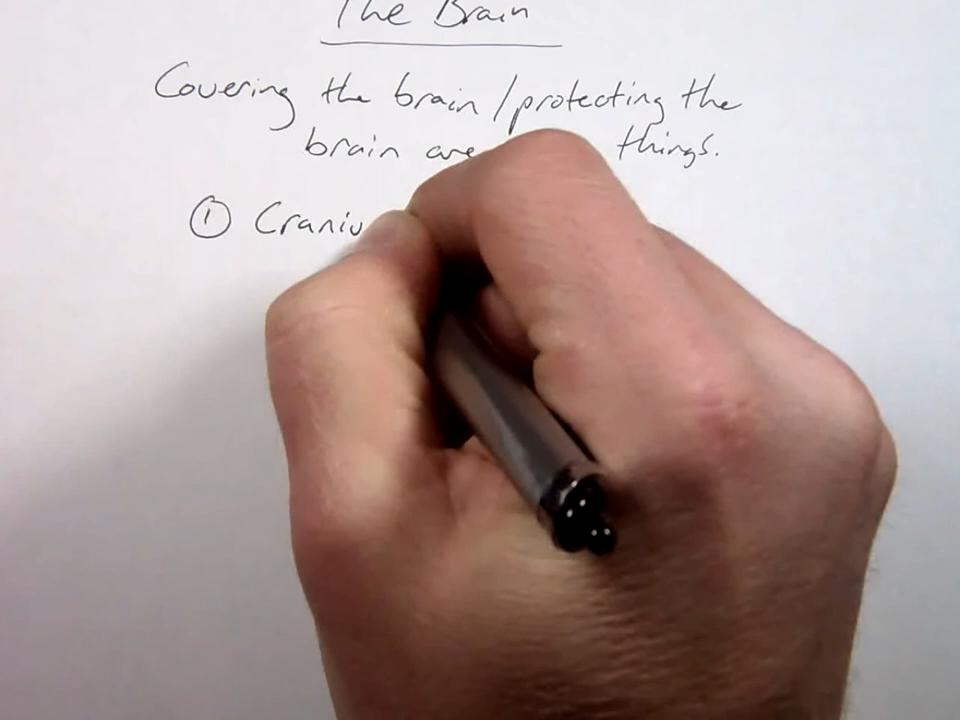 The Brain
Covering the brain/protecting the
brain are things.
① Craniu